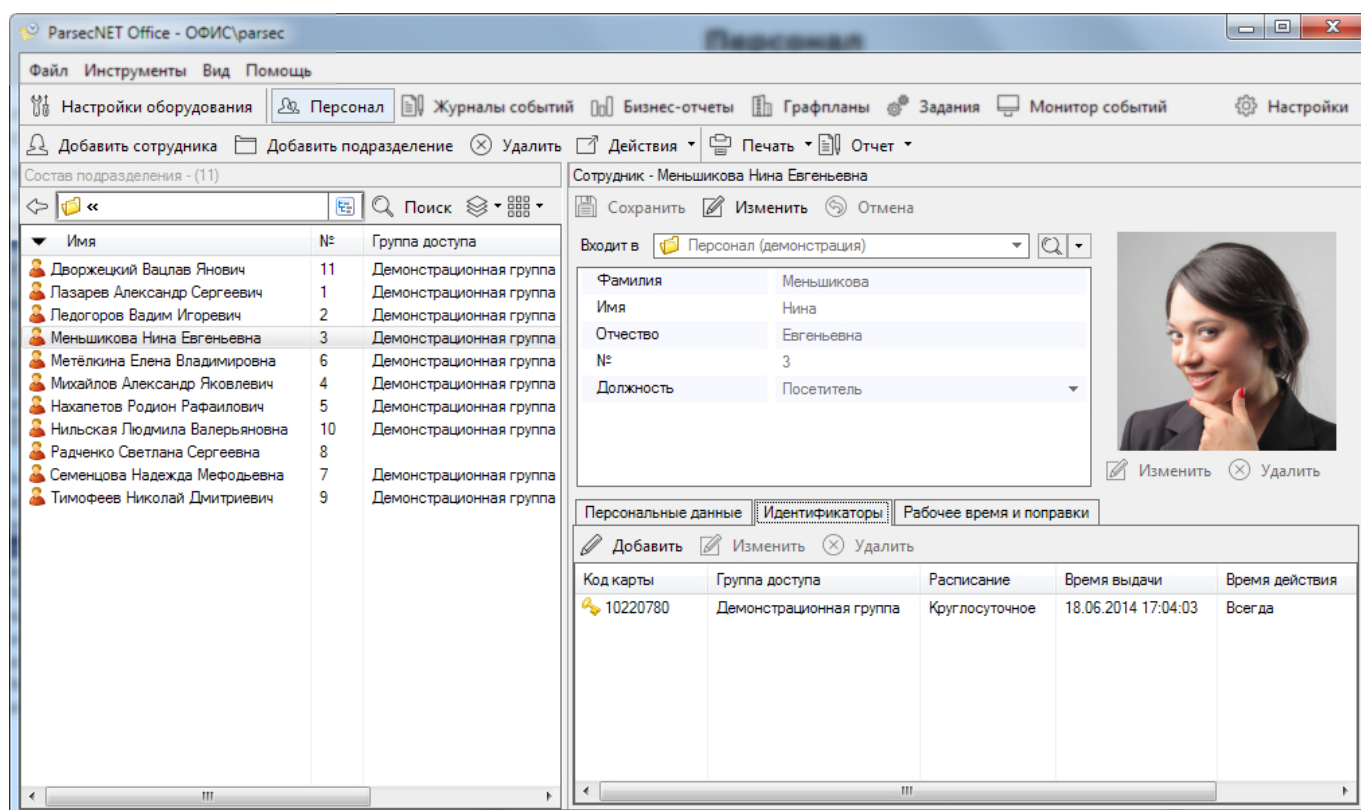 ParsecNET Office - ОФИС\parsec
Персонал
Файл Инструменты Вид Помощь
Настройки оборудования Персонал Журналы событий Бизнес-отчеты Графпланы Задания Монитор событий Настройки
Добавить сотрудника Добавить подразделение Удалить Действия Печать Отчет
Состав подразделения - (11)
« Поиск
Имя № Группа доступа
Дворжецкий Вацлав Янович 11 Демонстрационная группа
Лазарев Александр Сергеевич 1 Демонстрационная группа
Ледогоров Вадим Игоревич 2 Демонстрационная группа
Меньшикова Нина Евгеньевна 3 Демонстрационная группа
Метёлкина Елена Владимировна 6 Демонстрационная группа
Михайлов Александр Яковлевич 4 Демонстрационная группа
Нахапетов Родион Рафаилович 5 Демонстрационная группа
Нильская Людмила Валерьяновна 10 Демонстрационная группа
Радченко Светлана Сергеевна 8
Семенцова Надежда Мефодьевна 7 Демонстрационная группа
Тимофеев Николай Дмитриевич 9 Демонстрационная группа
Сотрудник - Меньшикова Нина Евгеньевна
Сохранить Изменить Отмена
Входит в Персонал (демонстрация)
Фамилия Меньшикова
Имя Нина
Отчество Евгеньевна
№ 3
Должность Посетитель
Изменить Удалить
Персональные данные Идентификаторы Рабочее время и поправки
Добавить Изменить Удалить
Код карты Группа доступа Расписание Время выдачи Время действия
10220780 Демонстрационная группа Круглосуточное 18.06.2014 17:04:03 Всегда